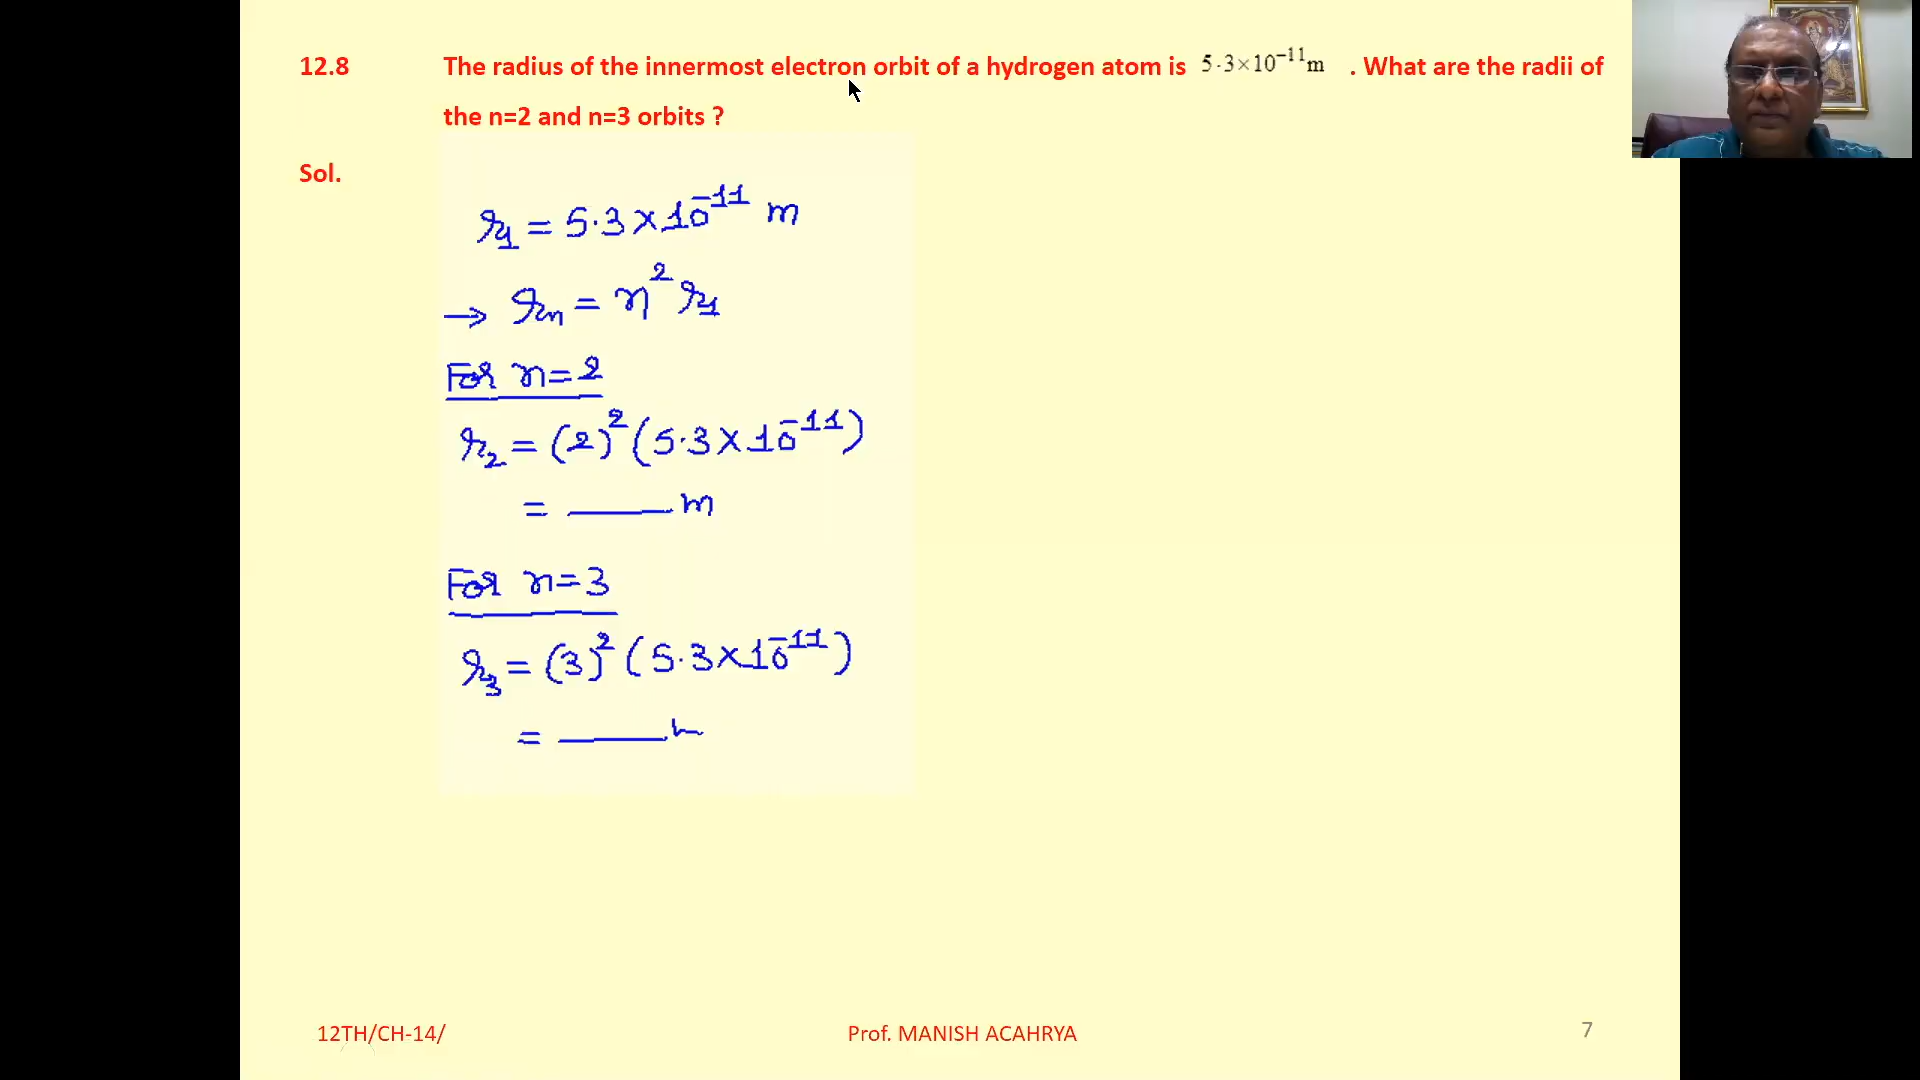 12.8 The radius of the innermost electron orbit of a hydrogen atom is 5·3×10⁻¹¹m . What are the radii of
the n=2 and n=3 orbits ?
Sol.
r₁ = 5·3×10⁻¹¹ m
→ rₙ = n² r₁
For n=2
r₂ = (2)² (5·3×10⁻¹¹)
= ____ m
For n=3
r₃ = (3)² (5·3×10⁻¹¹)
= ____ m
12TH/CH-14/ Prof. MANISH ACAHRYA 7